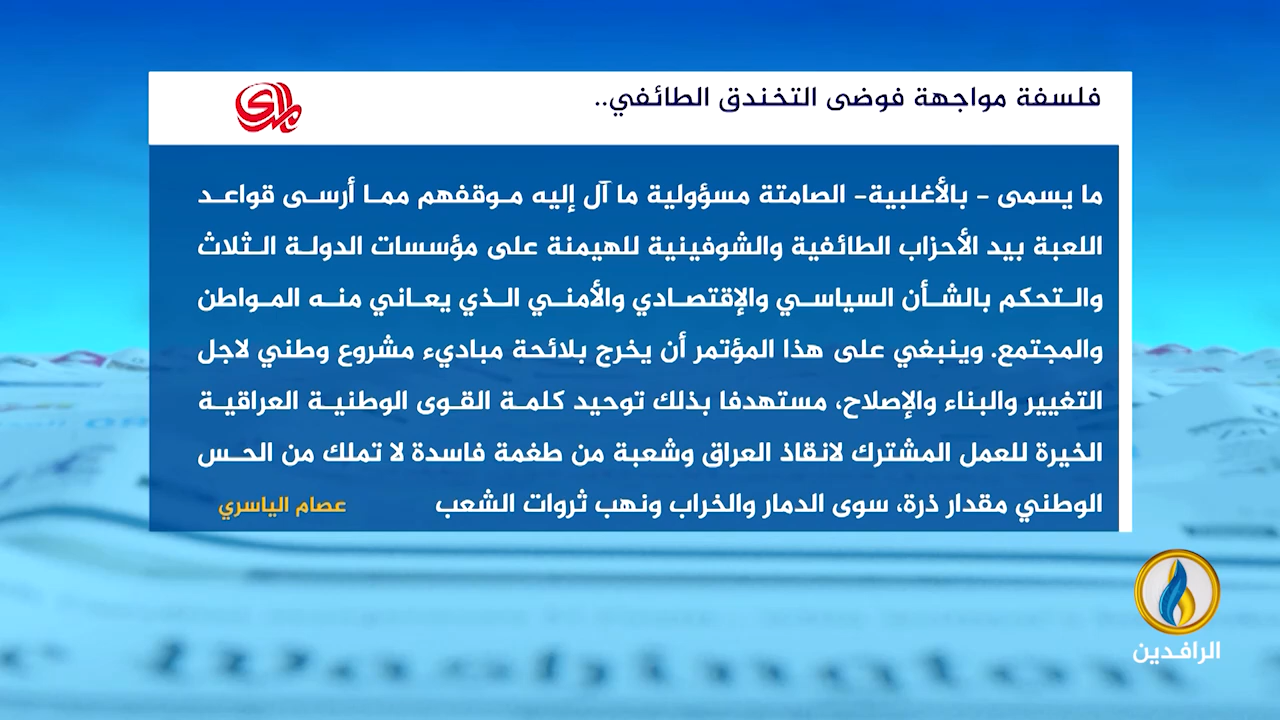 فلسفة مواجهة فوضى التخندق الطائفي..
المدى
ما يسمى - بالأغلبية- الصامتة مسؤولية ما آل إليه موقفهم مما أرسى قواعد
اللعبة بيد الأحزاب الطائفية والشوفينية للهيمنة على مؤسسات الدولة الثلاث
والتحكم بالشأن السياسي والإقتصادي والأمني الذي يعاني منه المواطن
والمجتمع. وينبغي على هذا المؤتمر أن يخرج بلائحة مباديء مشروع وطني لاجل
التغيير والبناء والإصلاح، مستهدفا بذلك توحيد كلمة القوى الوطنية العراقية
الخيرة للعمل المشترك لانقاذ العراق وشعبة من طغمة فاسدة لا تملك من الحس
الوطني مقدار ذرة، سوى الدمار والخراب ونهب ثروات الشعب
عصام الياسري
الرافدين